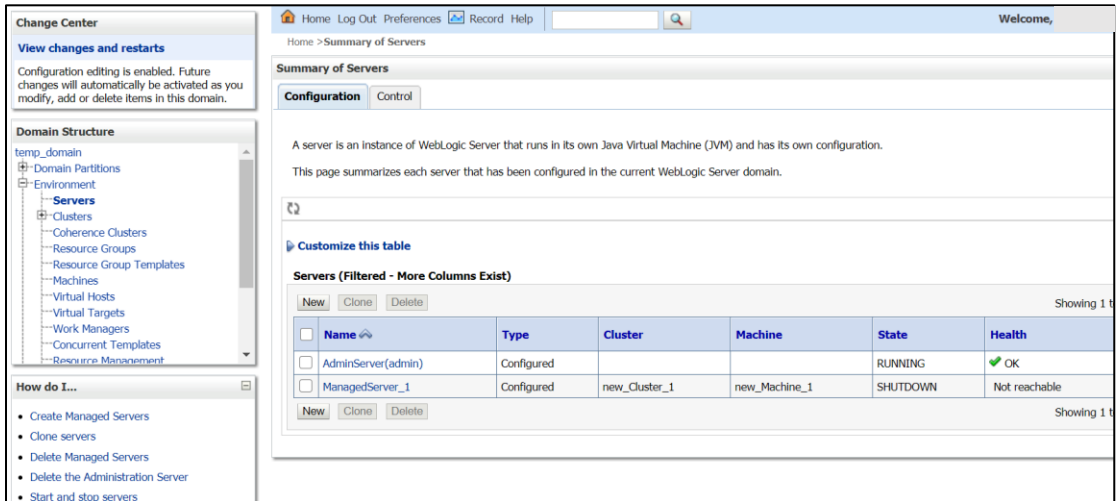 Change Center
View changes and restarts
Configuration editing is enabled. Future
changes will automatically be activated as you
modify, add or delete items in this domain.
Domain Structure
temp_domain
Domain Partitions
Environment
Servers
Clusters
Coherence Clusters
Resource Groups
Resource Group Templates
Machines
Virtual Hosts
Virtual Targets
Work Managers
Concurrent Templates
Resource Management
How do I...
Create Managed Servers
Clone servers
Delete Managed Servers
Delete the Administration Server
Start and stop servers
Home Log Out Preferences Record Help
Welcome,
Home >Summary of Servers
Summary of Servers
Configuration Control
A server is an instance of WebLogic Server that runs in its own Java Virtual Machine (JVM) and has its own configuration.
This page summarizes each server that has been configured in the current WebLogic Server domain.
Customize this table
Servers (Filtered - More Columns Exist)
New Clone Delete Showing 1 t
Name Type Cluster Machine State Health
AdminServer(admin) Configured RUNNING OK
ManagedServer_1 Configured new_Cluster_1 new_Machine_1 SHUTDOWN Not reachable
New Clone Delete Showing 1 t